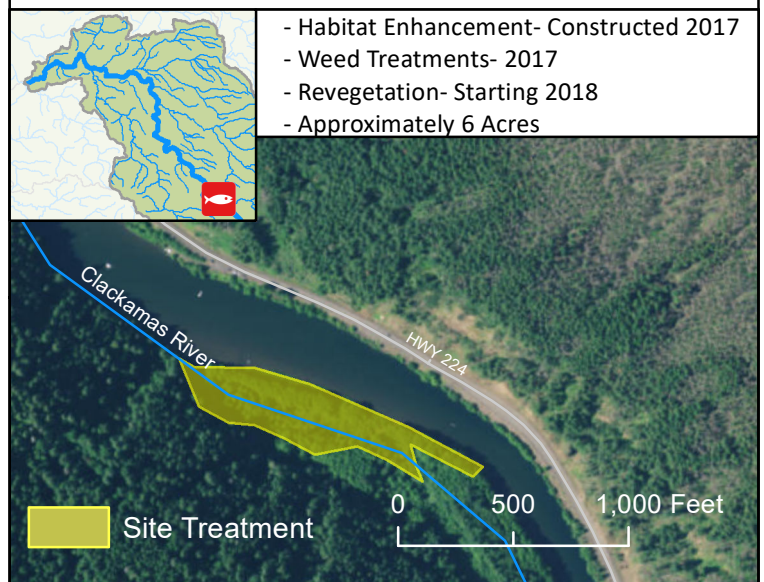 - Habitat Enhancement- Constructed 2017
- Weed Treatments- 2017
- Revegetation- Starting 2018
- Approximately 6 Acres
Clackamas River
HWY 224
0 500 1,000 Feet
Site Treatment